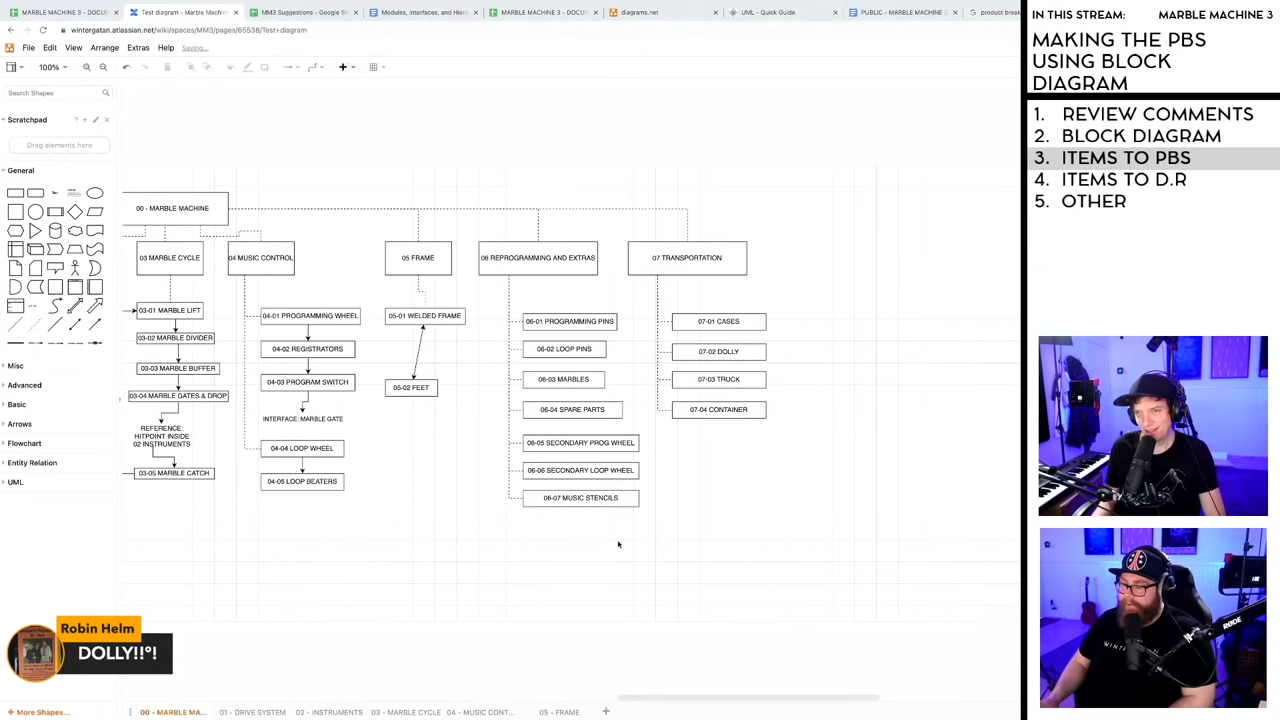 MARBLE MACHINE 3 - DOCU
Test diagram - Marble Machin
MM3 Suggestions - Google Sh
Modules, Interfaces, and Hier
MARBLE MACHINE 3 - DOCU
diagrams.net
UML - Quick Guide
PUBLIC - MARBLE MACHINE
product break
wintergatan.atlassian.net/wiki/spaces/MM3/pages/65538/Test+diagram
File Edit View Arrange Extras Help Saving...
100%
Search Shapes
Scratchpad
Drag elements here
General
Misc
Advanced
Basic
Arrows
Flowchart
Entity Relation
UML
+ More Shapes...
00 - MARBLE MACHINE
03 MARBLE CYCLE
04 MUSIC CONTROL
05 FRAME
06 REPROGRAMMING AND EXTRAS
07 TRANSPORTATION
03-01 MARBLE LIFT
03-02 MARBLE DIVIDER
03-03 MARBLE BUFFER
03-04 MARBLE GATES & DROP
REFERENCE:
HITPOINT INSIDE
02 INSTRUMENTS
03-05 MARBLE CATCH
04-01 PROGRAMMING WHEEL
04-02 REGISTRATORS
04-03 PROGRAM SWITCH
INTERFACE: MARBLE GATE
04-04 LOOP WHEEL
04-05 LOOP BEATERS
05-01 WELDED FRAME
05-02 FEET
06-01 PROGRAMMING PINS
06-02 LOOP PINS
06-03 MARBLES
06-04 SPARE PARTS
06-05 SECONDARY PROG WHEEL
06-06 SECONDARY LOOP WHEEL
06-07 MUSIC STENCILS
07-01 CASES
07-02 DOLLY
07-03 TRUCK
07-04 CONTAINER
Robin Helm
DOLLY!!°!
00 - MARBLE MA...
01 - DRIVE SYSTEM
02 - INSTRUMENTS
03 - MARBLE CYCLE
04 - MUSIC CONT...
05 - FRAME
IN THIS STREAM: MARBLE MACHINE 3
MAKING THE PBS
USING BLOCK
DIAGRAM
1. REVIEW COMMENTS
2. BLOCK DIAGRAM
3. ITEMS TO PBS
4. ITEMS TO D.R
5. OTHER
RØDE